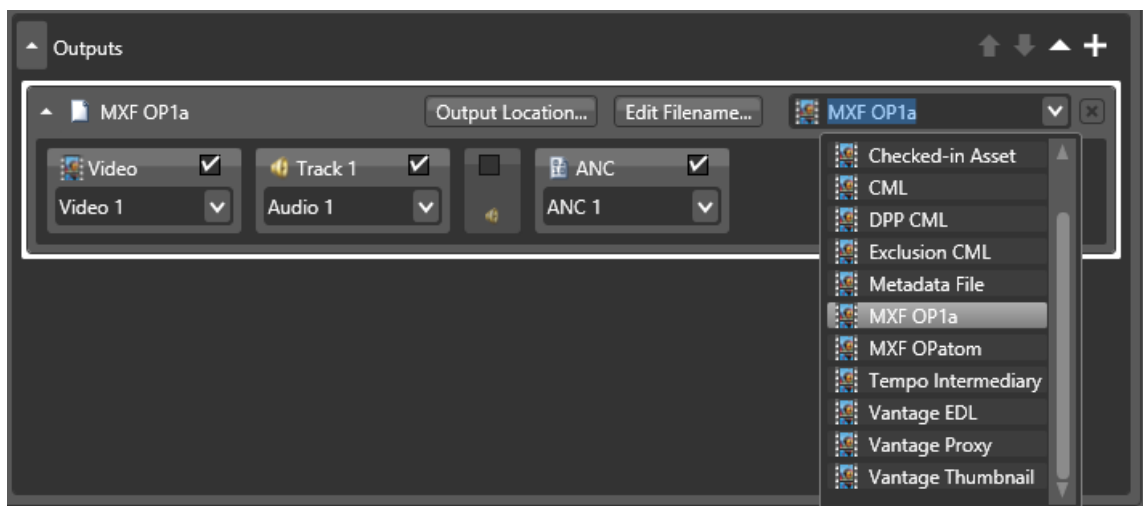 Outputs
MXF OP1a Output Location... Edit Filename... MXF OP1a
Video Track 1 ANC
Video 1 Audio 1 ANC 1
Checked-in Asset
CML
DPP CML
Exclusion CML
Metadata File
MXF OP1a
MXF OPatom
Tempo Intermediary
Vantage EDL
Vantage Proxy
Vantage Thumbnail